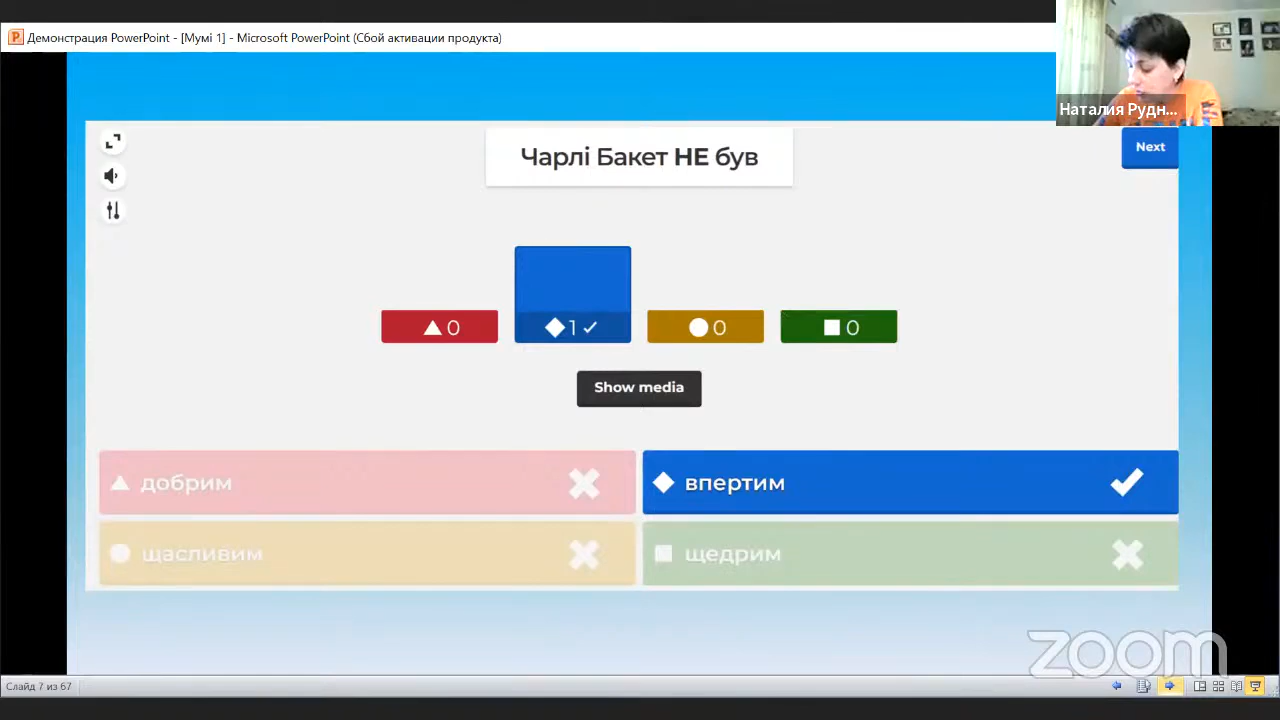 Демонстрация PowerPoint - [Мумі 1] - Microsoft PowerPoint (Сбой активации продукта)
Наталия Рудн...
Next
Чарлі Бакет НЕ був
0
1
0
0
Show media
добрим
впертим
щасливим
щедрим
zoom
Слайд 7 из 67